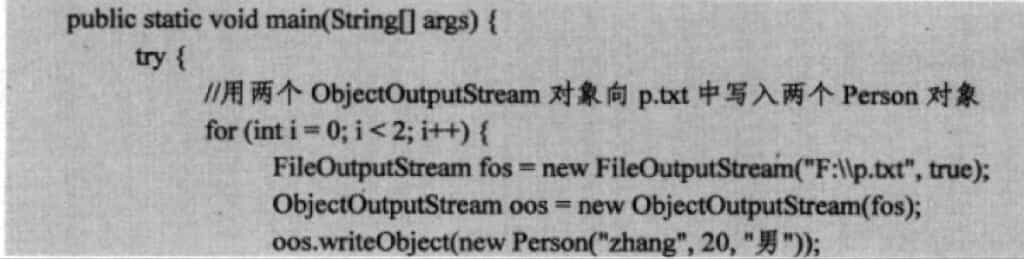 public static void main(String[] args) {
try {
//用两个 ObjectOutputStream 对象向 p.txt 中写入两个 Person 对象
for (int i = 0; i < 2; i++) {
FileOutputStream fos = new FileOutputStream("F:\\p.txt", true);
ObjectOutputStream oos = new ObjectOutputStream(fos);
oos.writeObject(new Person("zhang", 20, "男"));